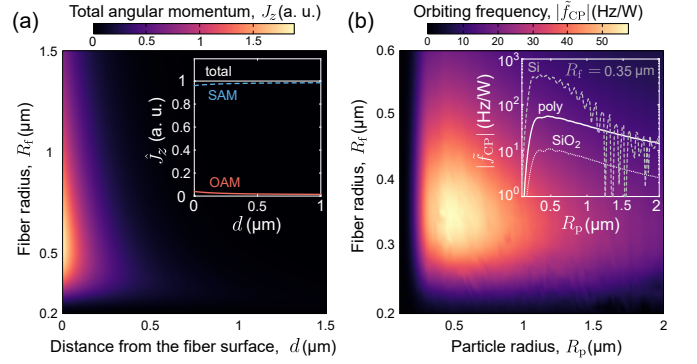 (a) Total angular momentum, J_z (a. u.)
0 0.5 1 1.5
1.5
1
0.5
0.2
Fiber radius, R_f (μm)
0 0.5 1 1.5
Distance from the fiber surface, d (μm)
total
SAM
OAM
1
0.8
0.6
0.4
0.2
0
Ĵ_z (a. u.)
0 0.5 1
d (μm)
(b) Orbiting frequency, |f̃_CP| (Hz/W)
0 20 40 60
0.6
0.5
0.4
0.3
0.2
Fiber radius, R_f (μm)
0.5 1 1.5 2
Particle radius, R_p (μm)
Si
R_f = 0.35 μm
poly
SiO₂
10³
10²
10¹
10⁰
|f̃_CP| (Hz/W)
0.5 1 1.5 2
R_p (μm)